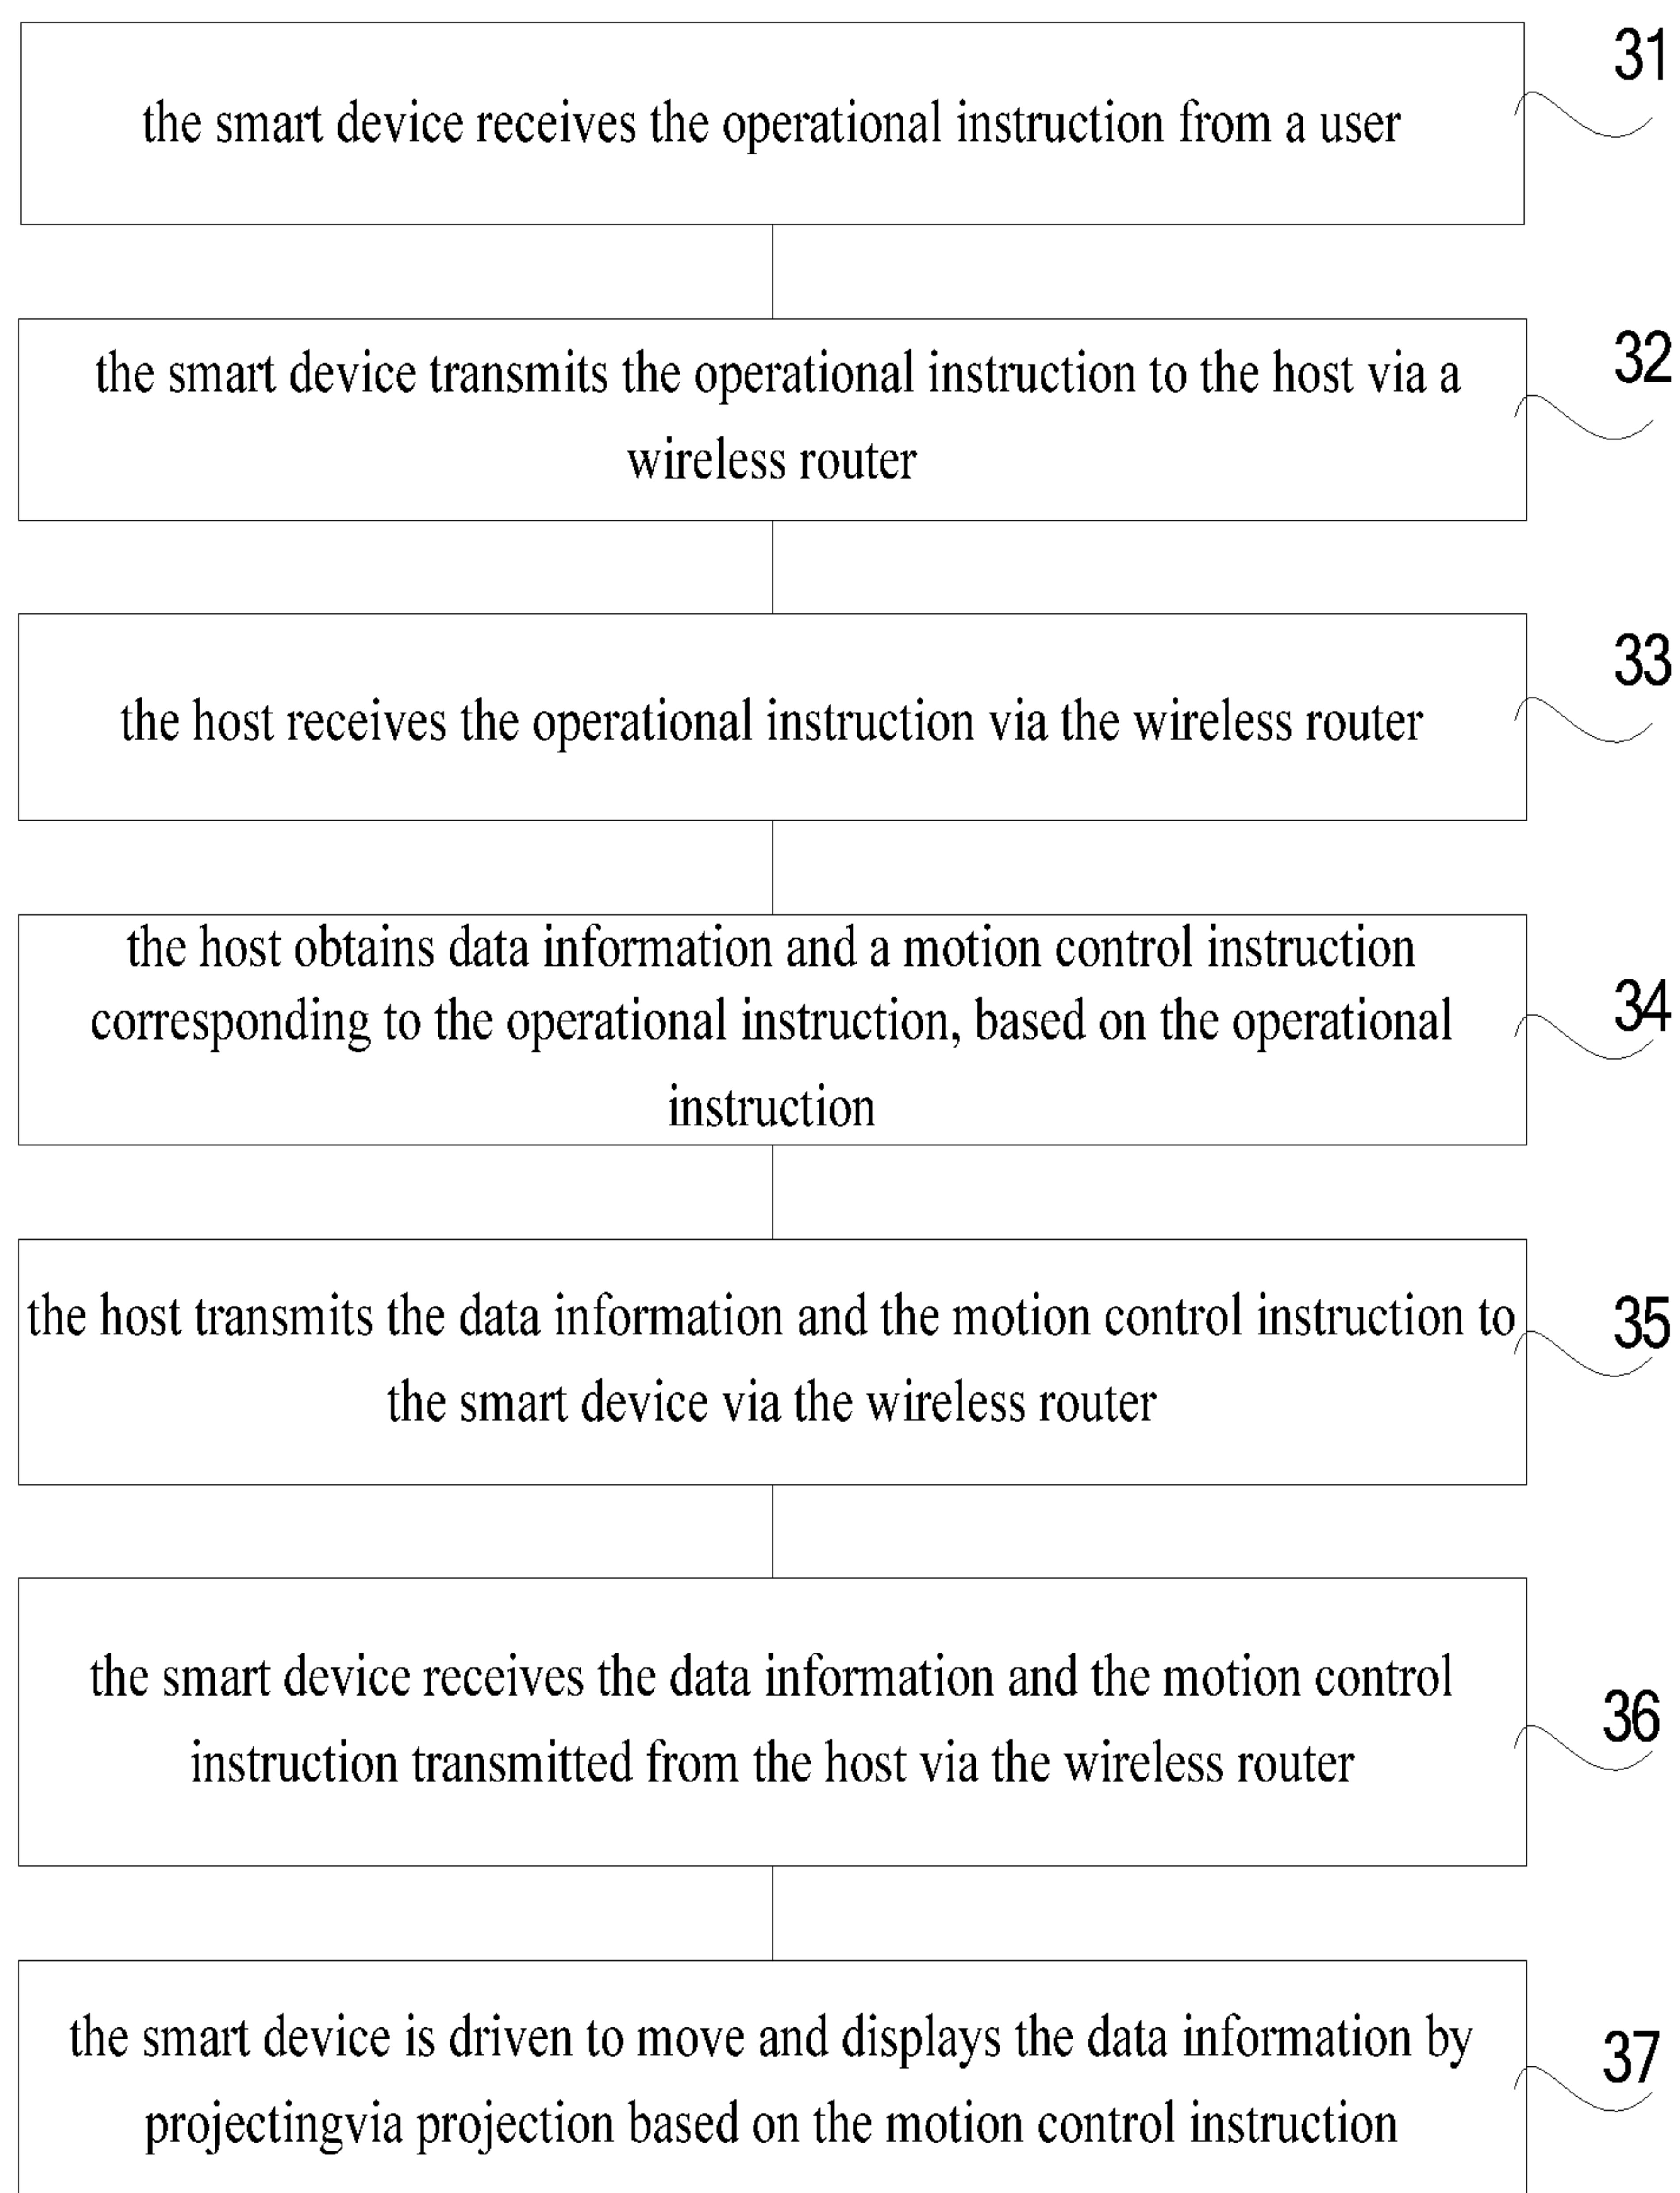 the smart device receives the operational instruction from a user
31
the smart device transmits the operational instruction to the host via a
wireless router
32
the host receives the operational instruction via the wireless router
33
the host obtains data information and a motion control instruction
corresponding to the operational instruction, based on the operational
instruction
34
the host transmits the data information and the motion control instruction to
the smart device via the wireless router
35
the smart device receives the data information and the motion control
instruction transmitted from the host via the wireless router
36
the smart device is driven to move and displays the data information by
projectingvia projection based on the motion control instruction
37